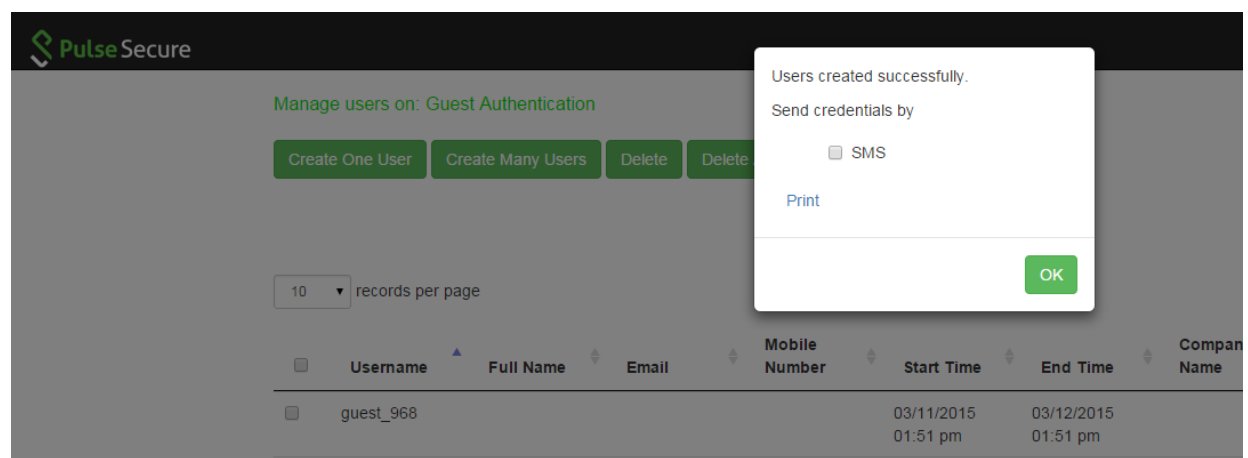 Pulse Secure
Manage users on: Guest Authentication
Create One User Create Many Users Delete Delete
Users created successfully.
Send credentials by
SMS
Print
OK
10 records per page
Username Full Name Email Mobile Number Start Time End Time Compan Name
guest_968 03/11/2015 01:51 pm 03/12/2015 01:51 pm